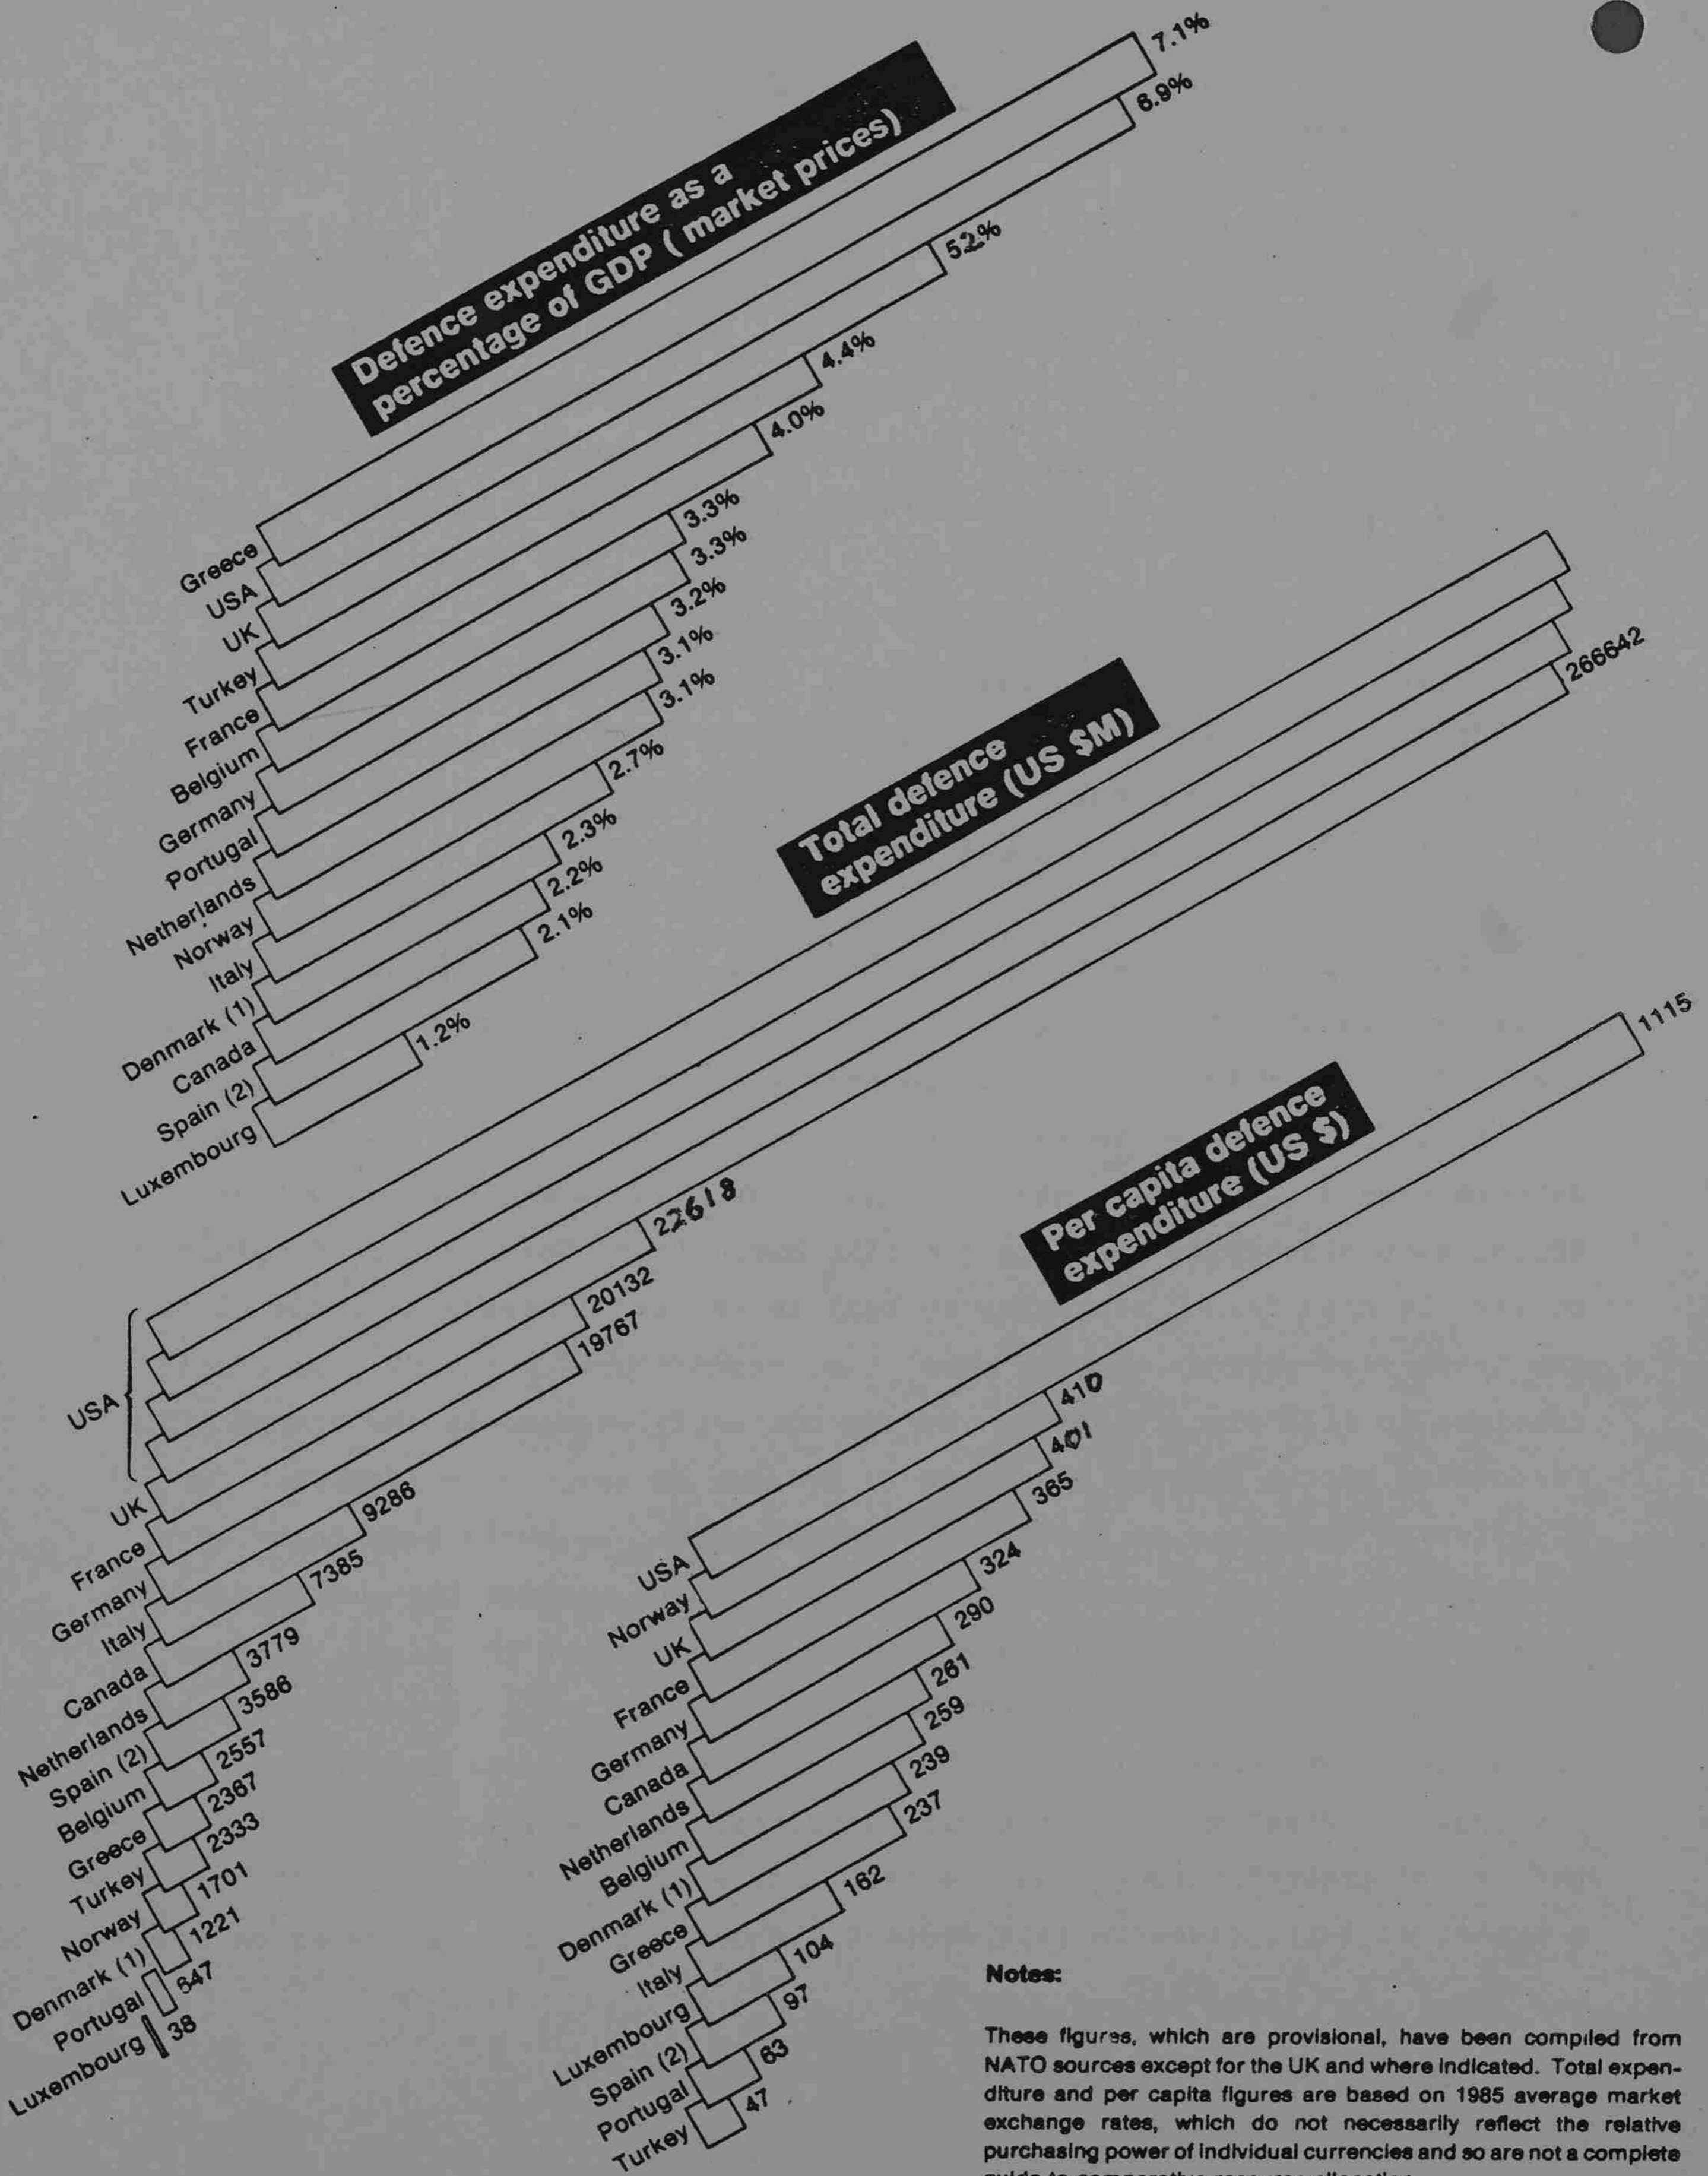 Defence expenditure as a
percentage of GDP ( market prices)
Greece 7.1%
USA 6.9%
UK 52%
Turkey 4.4%
France 4.0%
Belgium 3.3%
Germany 3.3%
Portugal 3.2%
Netherlands 3.1%
Norway 3.1%
Italy 2.7%
Denmark (1) 2.3%
Canada 2.2%
Spain (2) 2.1%
Luxembourg 1.2%
Total defence
expenditure (US $M)
USA 266642
UK 22618
France 20132
Germany 19767
Italy 9286
Canada 7385
Netherlands 3779
Spain (2) 3586
Belgium 2557
Greece 2367
Turkey 2333
Norway 1701
Denmark (1) 1221
Portugal 647
Luxembourg 38
Per capita defence
expenditure (US $)
USA 1115
Norway 410
UK 401
France 365
Germany 324
Canada 290
Netherlands 261
Belgium 259
Denmark (1) 239
Greece 237
Italy 162
Luxembourg 104
Spain (2) 97
Portugal 63
Turkey 47
Notes:
These figures, which are provisional, have been compiled from
NATO sources except for the UK and where indicated. Total expen-
diture and per capita figures are based on 1985 average market
exchange rates, which do not necessarily reflect the relative
purchasing power of individual currencies and so are not a complete